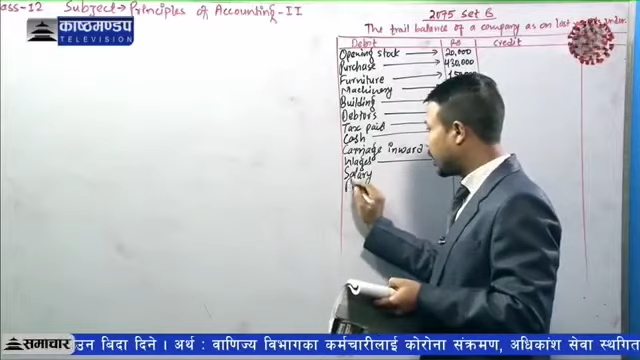 ass-12 Subject→Principles of Accounting-II
काष्ठमण्डप
TELEVISION
2075 Set B
The trail balance of a company as on last
Debit Rs Credit
Opening stock → 20,000
Purchase → 430,000
Furniture →
Machinery
Building
Debtors
Tax paid
Cash
Carriage inward
Wages
Salary
समाचार
उन बिदा दिने । अर्थ : वाणिज्य विभागका कर्मचारीलाई कोरोना संक्रमण, अधिकांश सेवा स्थगित